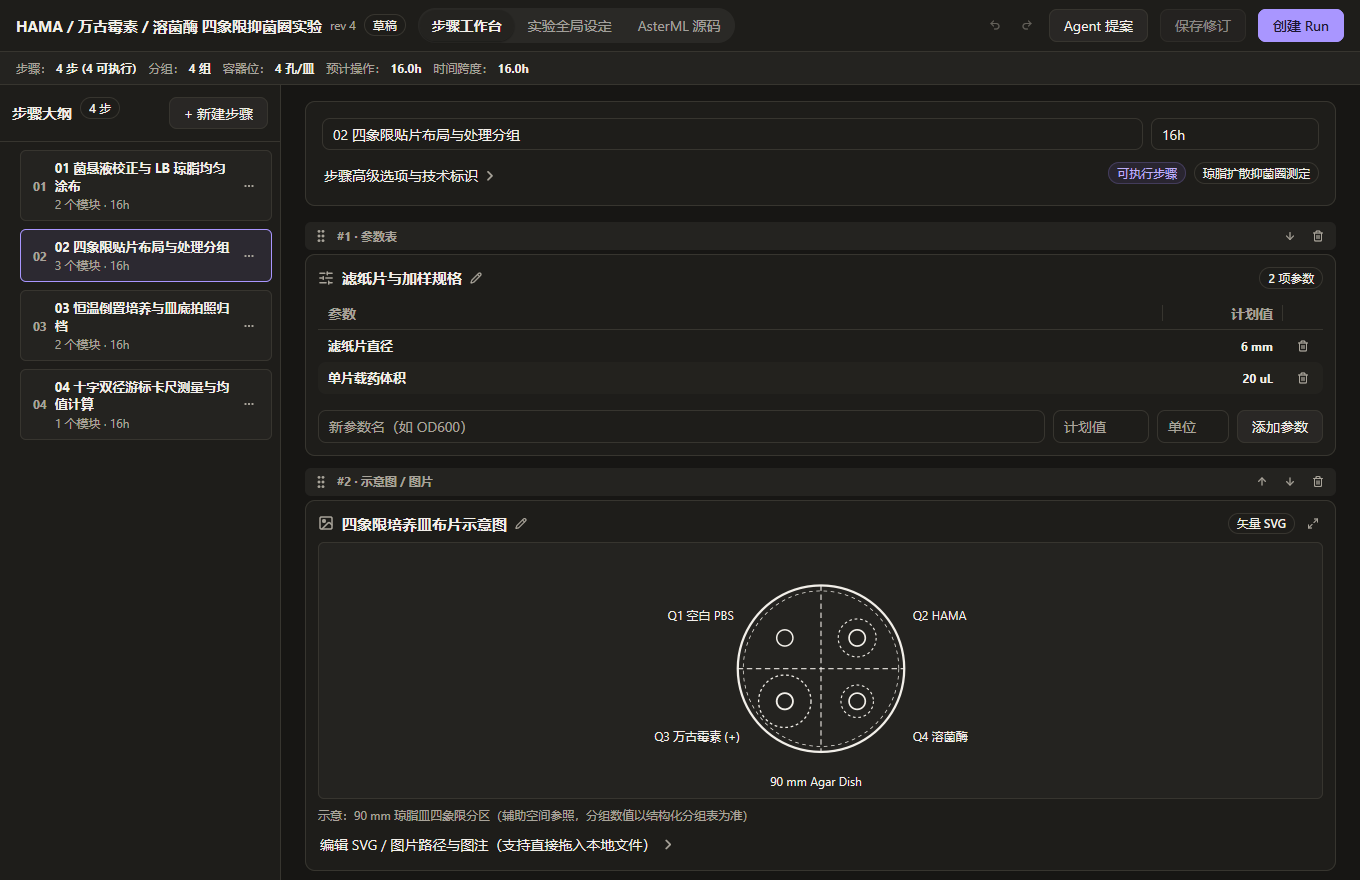 HAMA / 万古霉素 / 溶菌酶 四象限抑菌圈实验 rev 4 草稿 步骤工作台 实验全局设定 AsterML 源码 Agent 提案 保存修订 创建 Run
步骤： 4 步 (4 可执行) 分组： 4 组 容器位： 4 孔/皿 预计操作： 16.0h 时间跨度： 16.0h
步骤大纲 4 步 + 新建步骤
01 01 菌悬液校正与 LB 琼脂均匀
涂布
2 个模块 · 16h
02 02 四象限贴片布局与处理分组
3 个模块 · 16h
03 03 恒温倒置培养与皿底拍照归
档
2 个模块 · 16h
04 04 十字双径游标卡尺测量与均
值计算
1 个模块 · 16h
02 四象限贴片布局与处理分组 16h
步骤高级选项与技术标识 可执行步骤 琼脂扩散抑菌圈测定
#1 · 参数表
滤纸片与加样规格 2 项参数
参数 计划值
滤纸片直径 6 mm
单片载药体积 20 uL
新参数名（如 OD600） 计划值 单位 添加参数
#2 · 示意图 / 图片
四象限培养皿布片示意图 矢量 SVG
Q1 空白 PBS Q2 HAMA
Q3 万古霉素 (+) Q4 溶菌酶
90 mm Agar Dish
示意：90 mm 琼脂皿四象限分区（辅助空间参照，分组数值以结构化分组表为准）
编辑 SVG / 图片路径与图注（支持直接拖入本地文件）